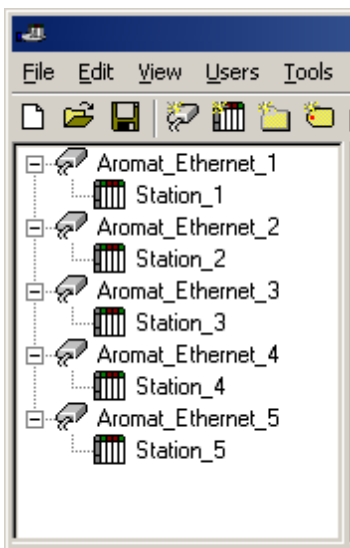 File Edit View Users Tools
Aromat_Ethernet_1
Station_1
Aromat_Ethernet_2
Station_2
Aromat_Ethernet_3
Station_3
Aromat_Ethernet_4
Station_4
Aromat_Ethernet_5
Station_5